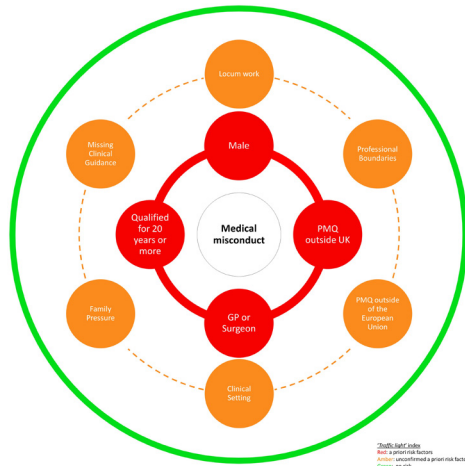 Locum work
Missing
Clinical
Guidance
Male
Professional
Boundaries
Qualified
for 20
years or
more
Medical
misconduct
PMQ
outside UK
Family
Pressure
GP or
Surgeon
PMQ outside
of the
European
Union
Clinical
Setting
'Traffic light' index
Red: a priori risk factors
Amber: unconfirmed a priori risk